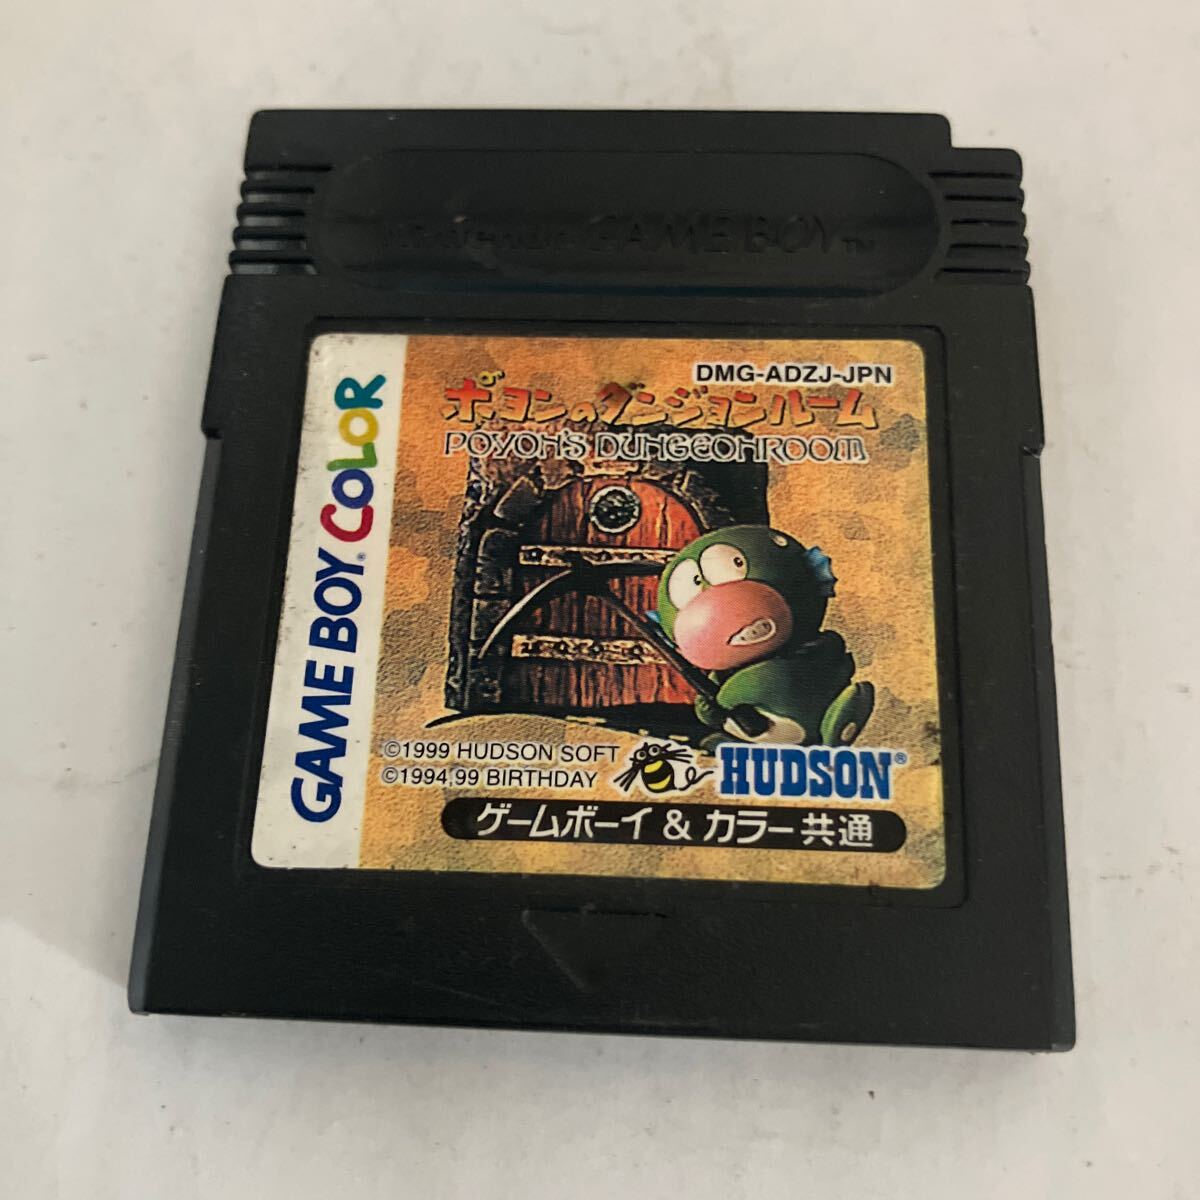 Nintendo GAME BOY™
GAME BOY COLOR
DMG-ADZJ-JPN
ポヨンのダンジョンルーム
POYON'S DUNGEONROOM
©1999 HUDSON SOFT
©1994,99 BIRTHDAY
HUDSON®
ゲームボーイ & カラー共通